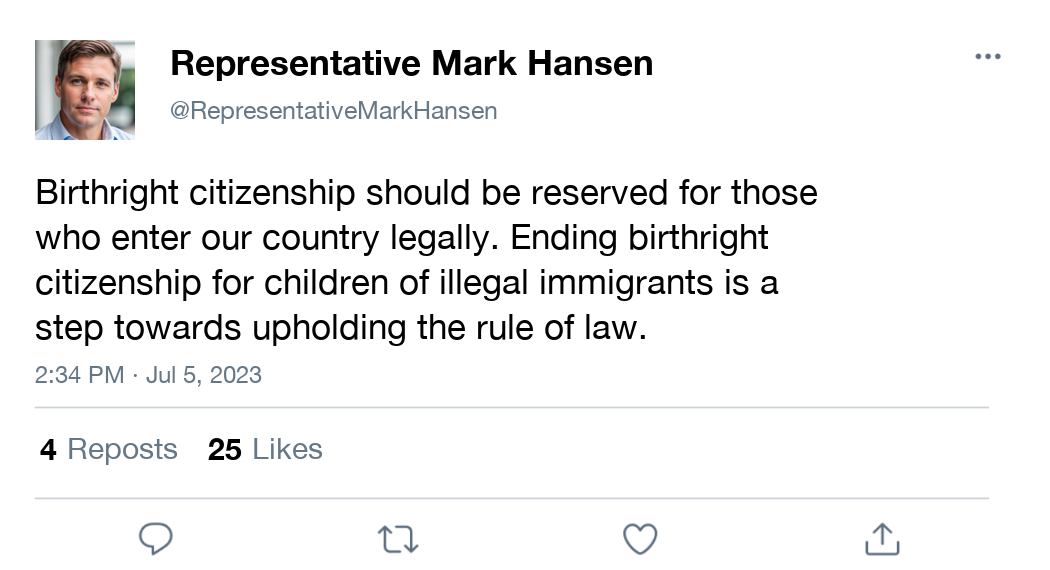 Representative Mark Hansen
@RepresentativeMarkHansen
Birthright citizenship should be reserved for those
who enter our country legally. Ending birthright
citizenship for children of illegal immigrants is a
step towards upholding the rule of law.
2:34 PM · Jul 5, 2023
4 Reposts 25 Likes